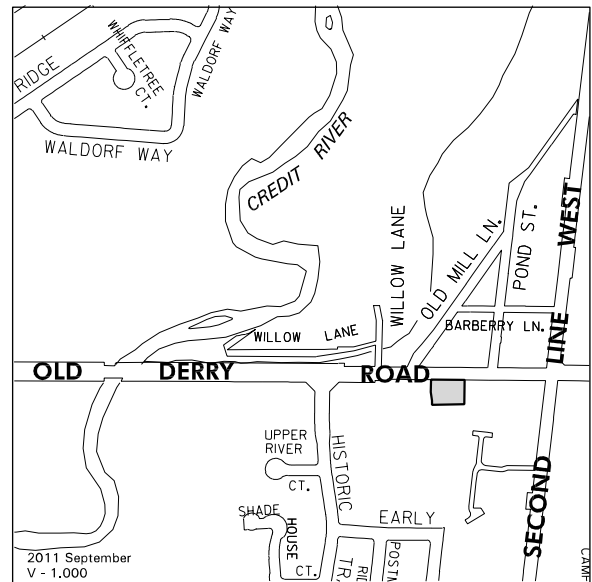 RIDGE
WHIFFLETREE
CT.
WALDORF WAY
WALDORF WAY
CREDIT RIVER
WILLOW LANE
OLD MILL LN.
POND ST.
WILLOW LANE
BARBERRY LN.
SECOND LINE WEST
OLD DERRY ROAD
UPPER
RIVER
CT.
HISTORIC
SHADE
HOUSE
CT.
EARLY
2011 September
V - 1.000